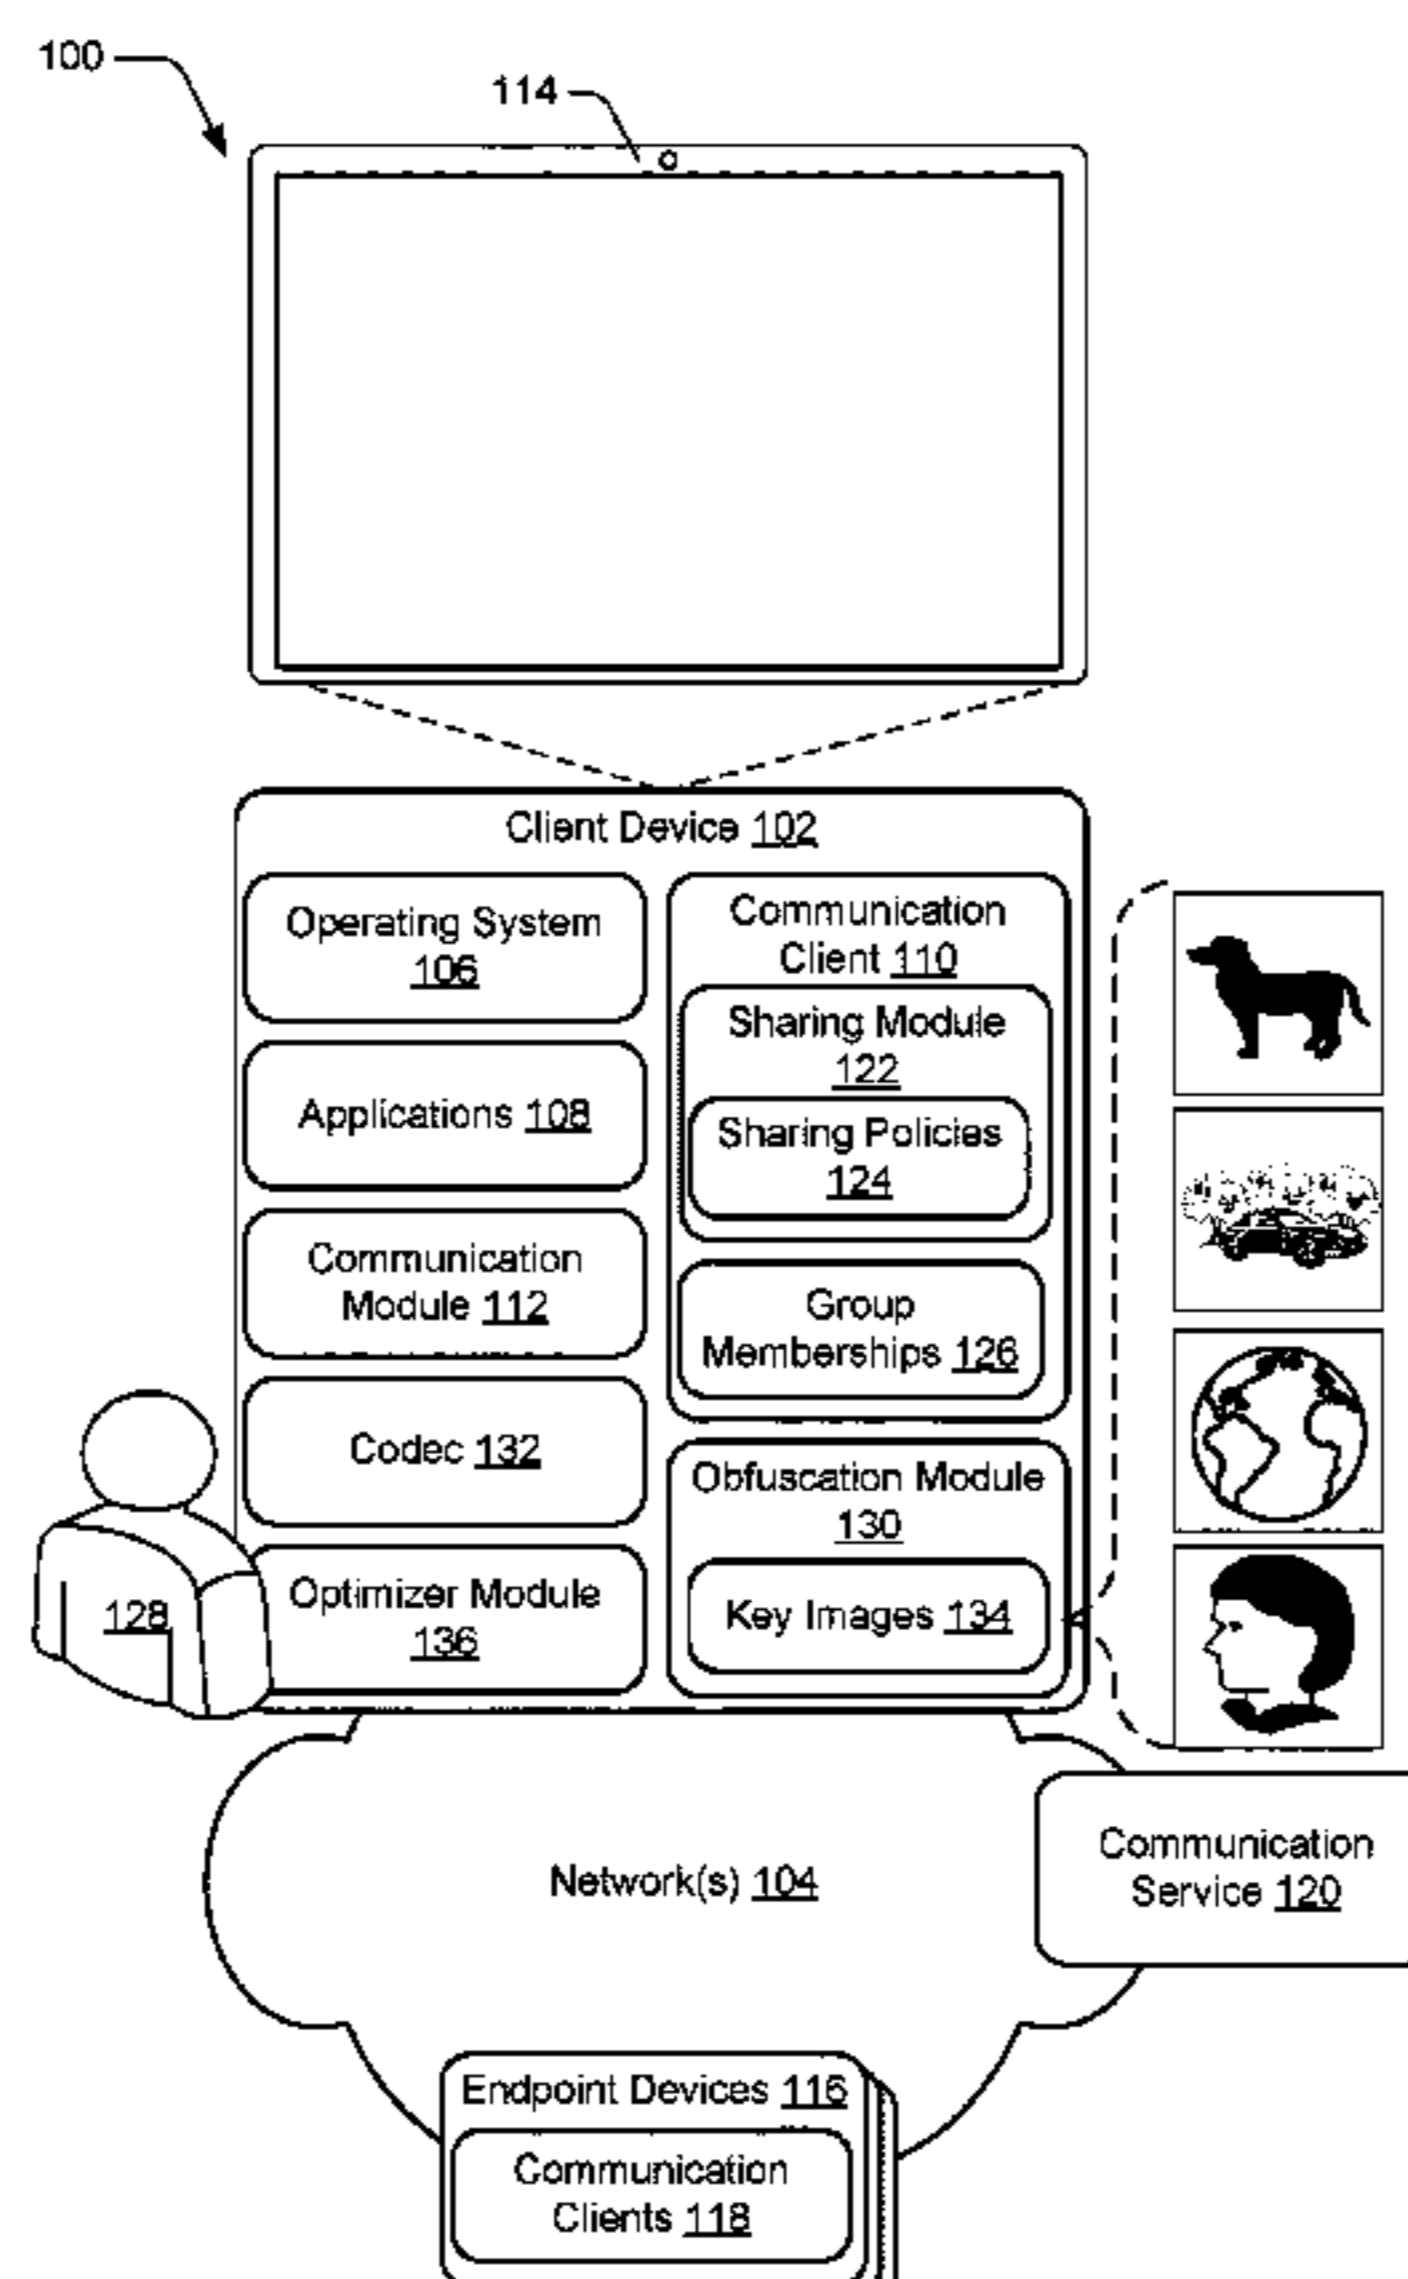 100
114
Client Device 102
Operating System
106
Applications 108
Communication
Module 112
Codec 132
Optimizer Module
136
Communication
Client 110
Sharing Module
122
Sharing Policies
124
Group
Memberships 126
Obfuscation Module
130
Key Images 134
128
Network(s) 104
Communication
Service 120
Endpoint Devices 116
Communication
Clients 118